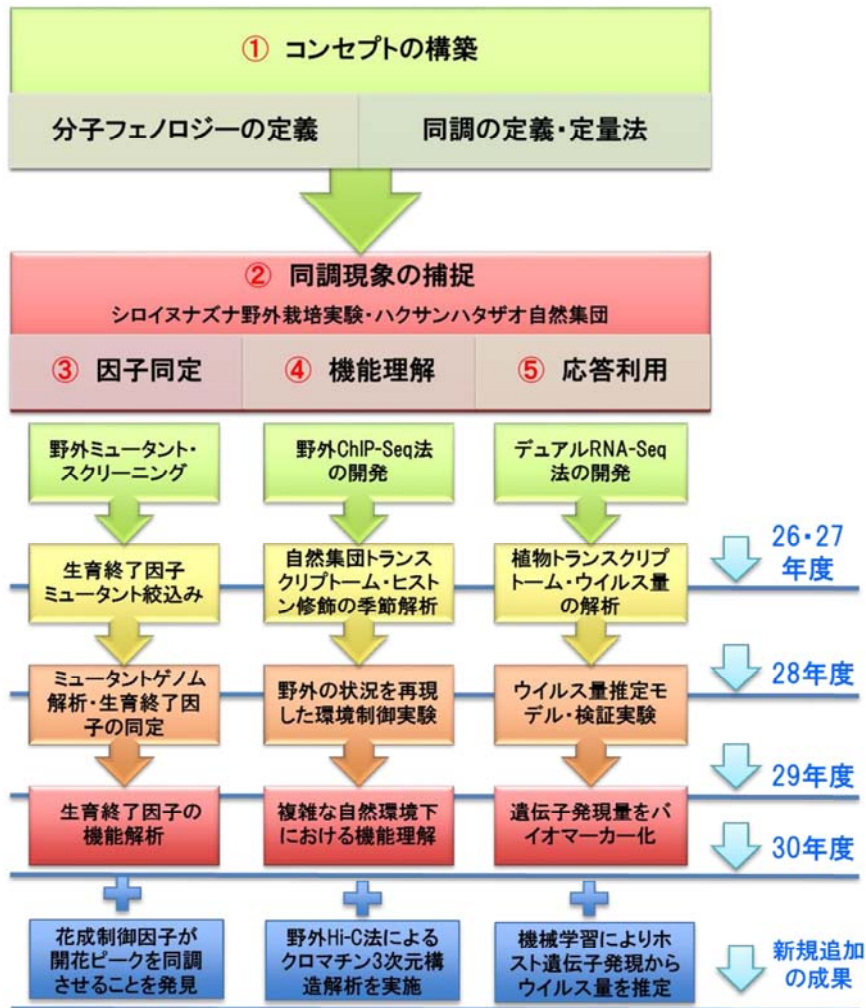 ① コンセプトの構築
分子フェノロジーの定義
同調の定義・定量法
② 同調現象の捕捉
シロイヌナズナ野外栽培実験・ハクサンハタザオ自然集団
③ 因子同定
④ 機能理解
⑤ 応答利用
野外ミュータント・
スクリーニング
野外ChIP-Seq法
の開発
デュアルRNA-Seq
法の開発
26・27
年度
生育終了因子
ミュータント絞込み
自然集団トランス
クリプトーム・ヒスト
ン修飾の季節解析
植物トランスクリプ
トーム・ウイルス量
の解析
28年度
ミュータントゲノム
解析・生育終了因
子の同定
野外の状況を再現
した環境制御実験
ウイルス量推定モ
デル・検証実験
29年度
生育終了因子の
機能解析
複雑な自然環境下
における機能理解
遺伝子発現量をバ
イオマーカー化
30年度
花成制御因子が
開花ピークを同調
させることを発見
野外Hi-C法による
クロマチン3次元構
造解析を実施
機械学習によりホ
スト遺伝子発現から
ウイルス量を推定
新規追加
の成果